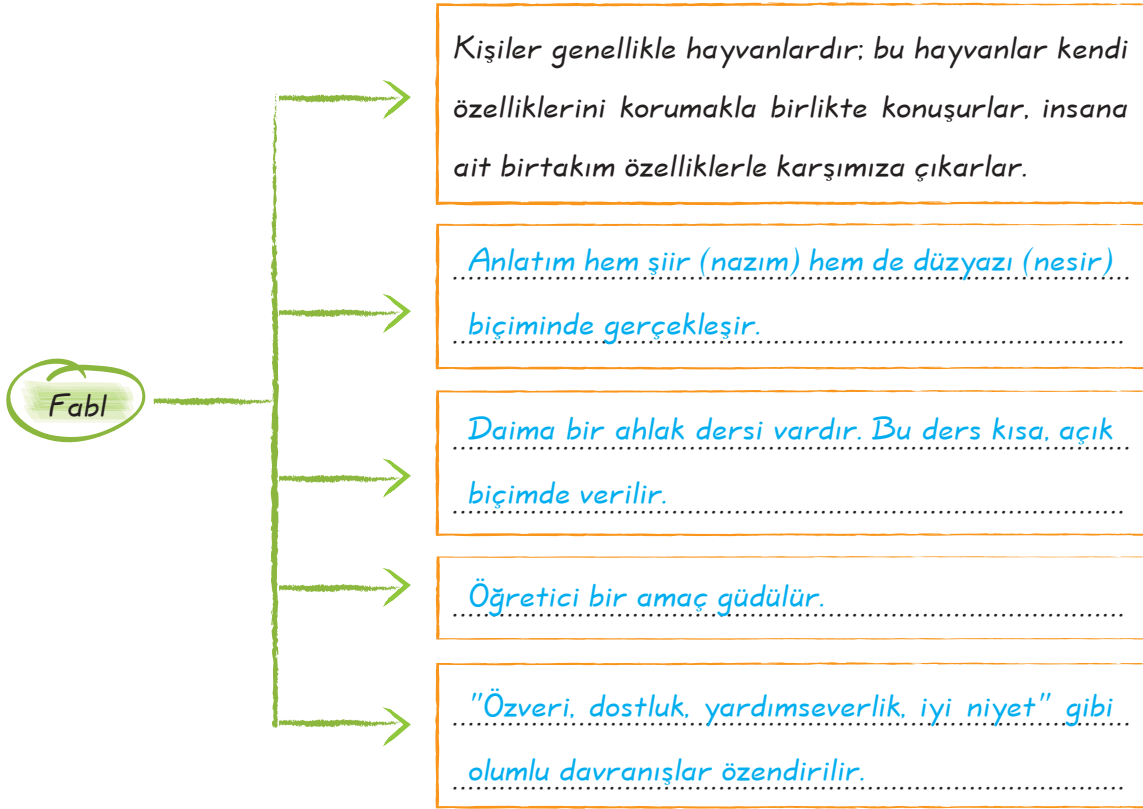 Kişiler genellikle hayvanlardır; bu hayvanlar kendi
özelliklerini korumakla birlikte konuşurlar, insana
ait birtakım özelliklerle karşımıza çıkarlar.
Anlatım hem şiir (nazım) hem de düzyazı (nesir)
biçiminde gerçekleşir.
Fabl
Daima bir ahlak dersi vardır. Bu ders kısa, açık
biçimde verilir.
Öğretici bir amaç güdülür.
"Özveri, dostluk, yardımseverlik, iyi niyet" gibi
olumlu davranışlar özendirilir.